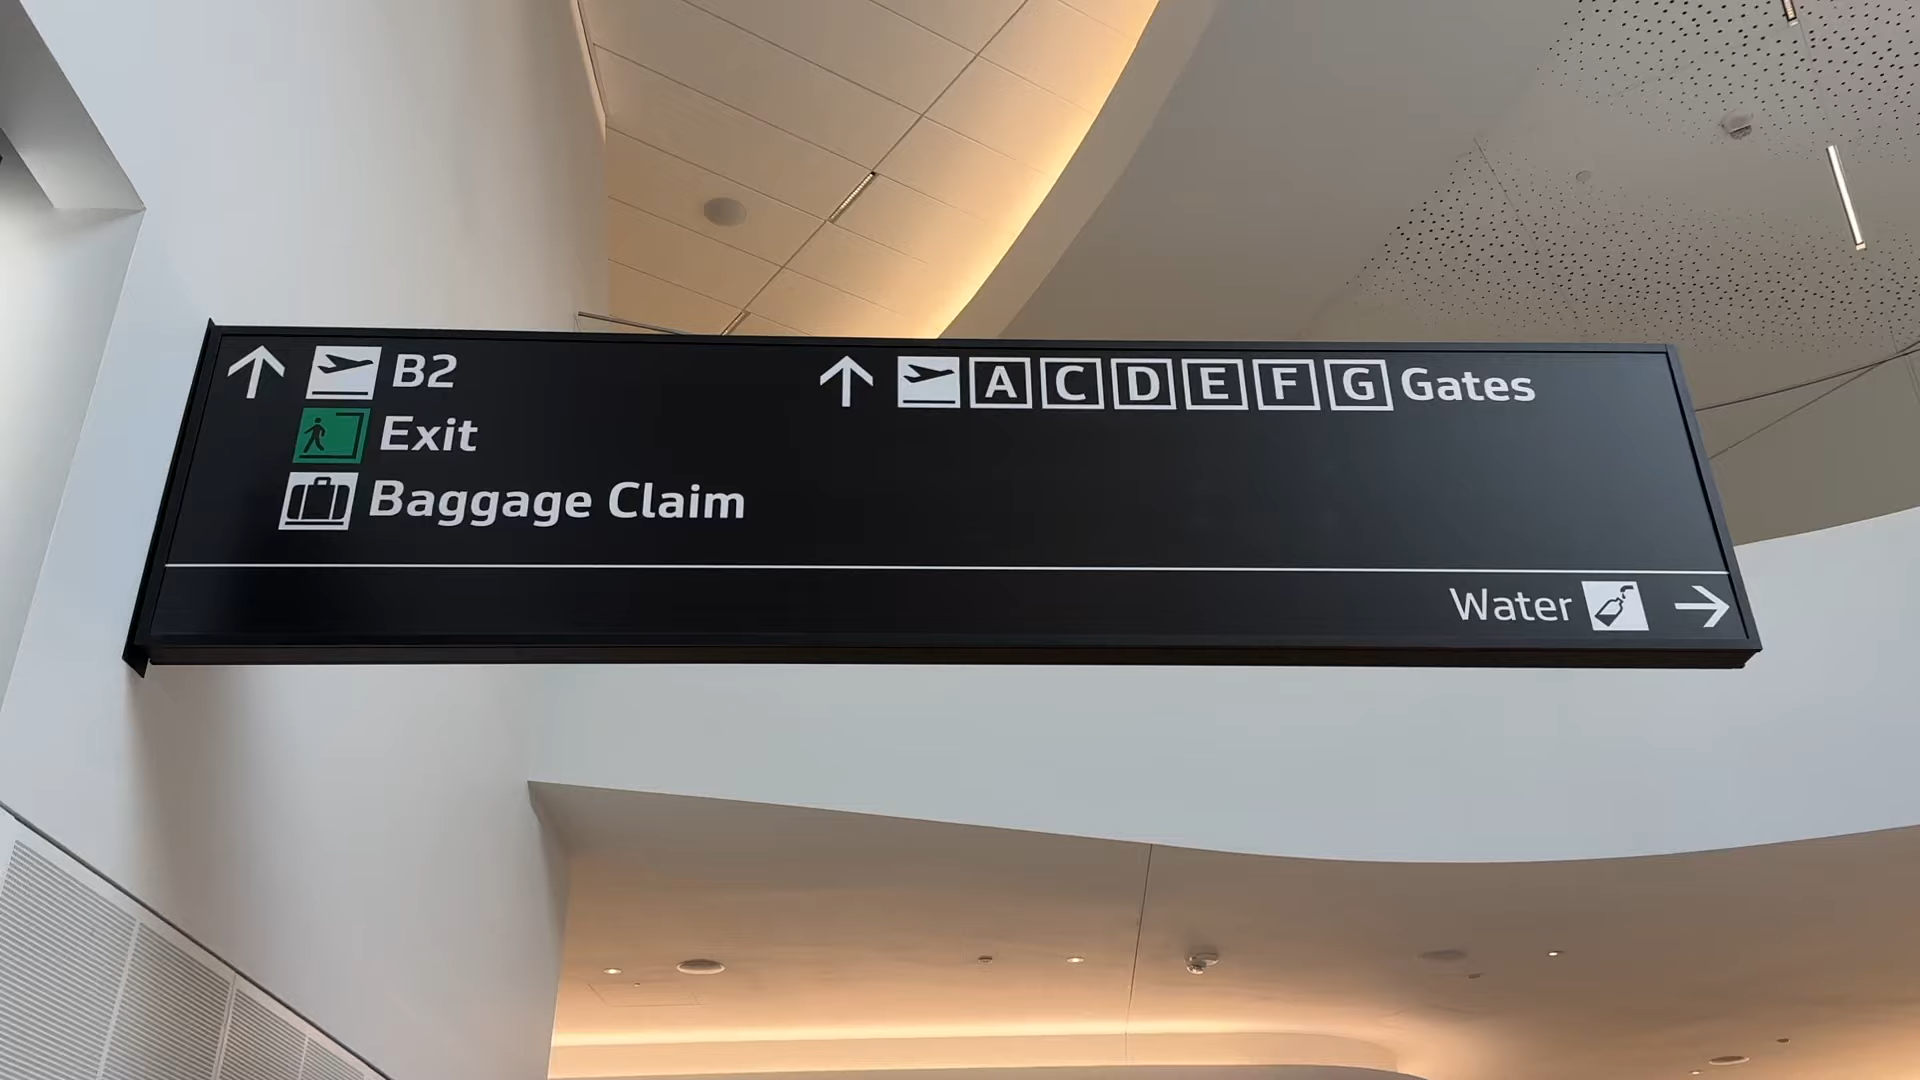 B2
Exit
Baggage Claim
A C D E F G Gates
Water